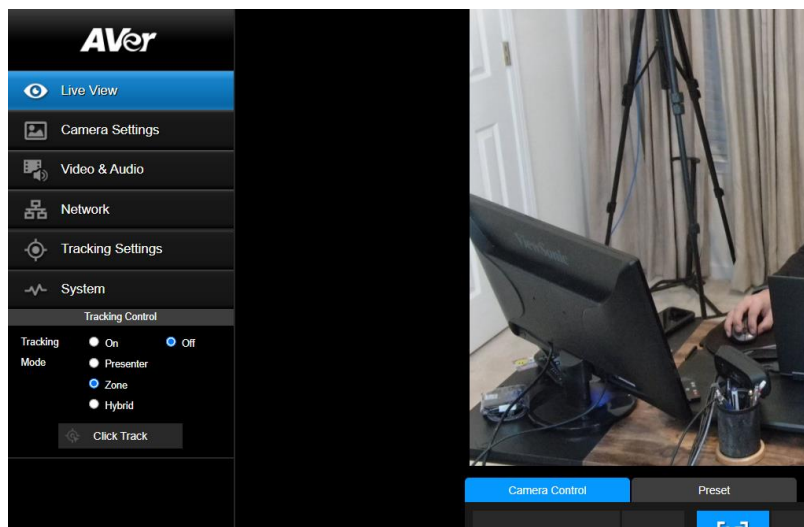 AVer
Live View
Camera Settings
Video & Audio
Network
Tracking Settings
System
Tracking Control
Tracking
On
Off
Mode
Presenter
Zone
Hybrid
Click Track
ViewSonic
Camera Control
Preset